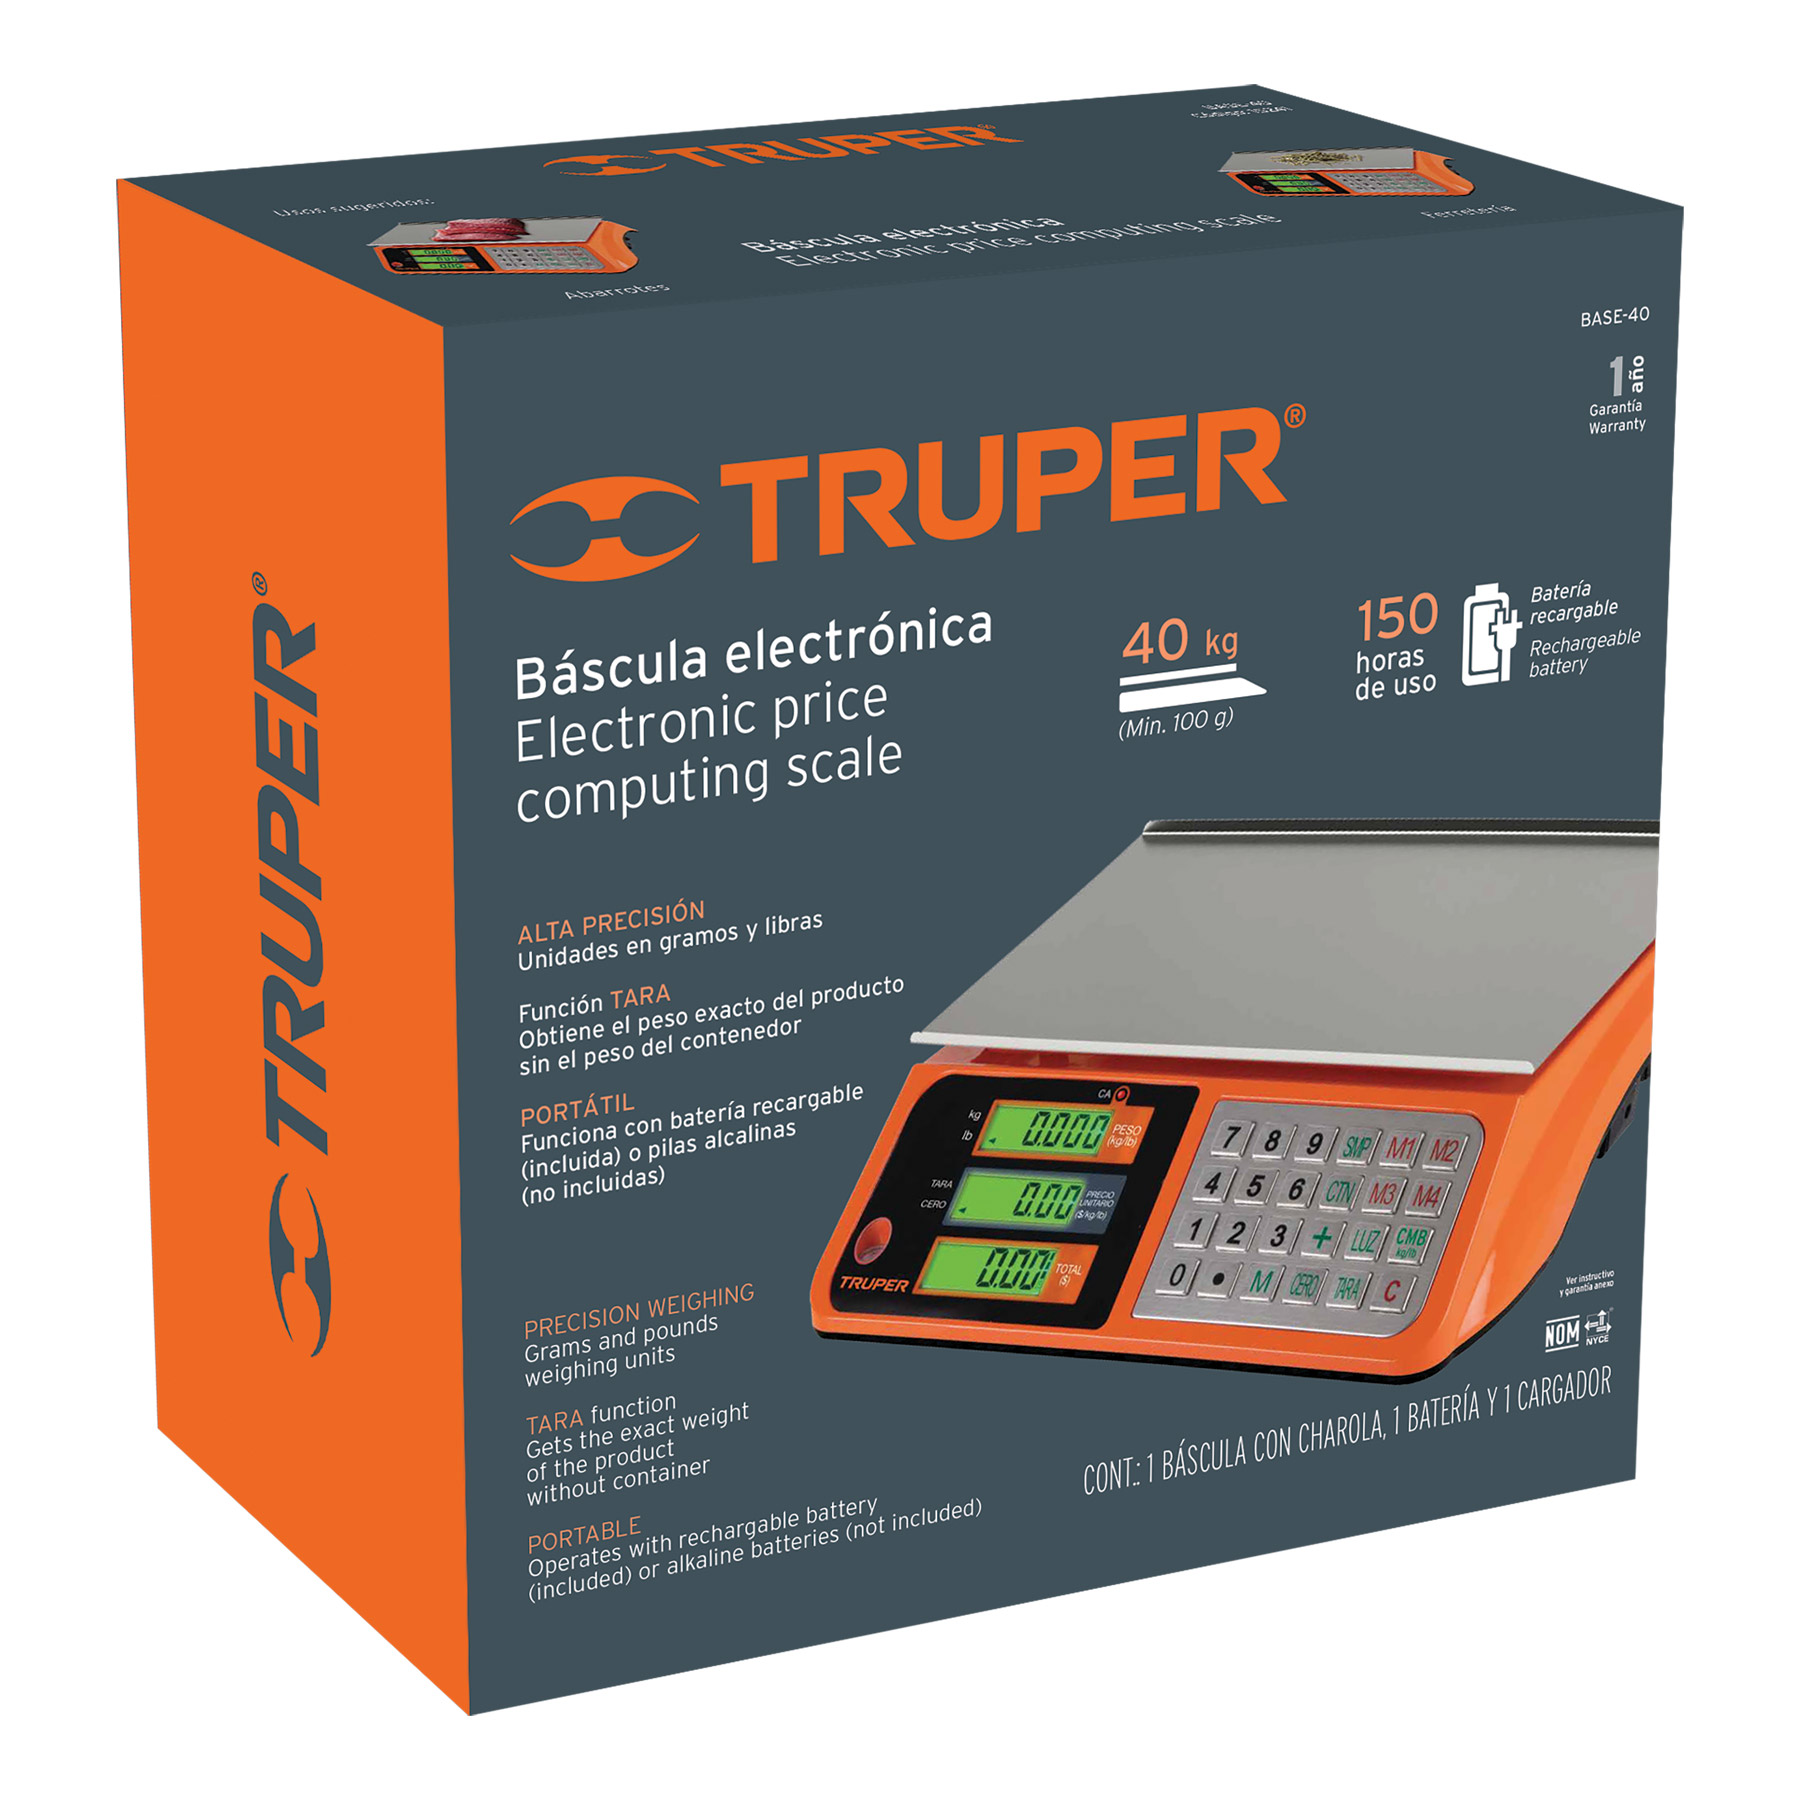 TRUPER®
Usos sugeridos:
Báscula electrónica
Electronic price computing scale
Abarrotes
Ferretería
BASE-40
1 año
Garantía
Warranty
TRUPER®
TRUPER®
Báscula electrónica
Electronic price
computing scale
40 kg
(Min. 100 g)
150
horas
de uso
Batería
recargable
Rechargeable
battery
ALTA PRECISIÓN
Unidades en gramos y libras
Función TARA
Obtiene el peso exacto del producto
sin el peso del contenedor
PORTÁTIL
Funciona con batería recargable
(incluida) o pilas alcalinas
(no incluidas)
PRECISION WEIGHING
Grams and pounds
weighing units
TARA function
Gets the exact weight
of the product
without container
PORTABLE
Operates with rechargable battery
(included) or alkaline batteries (not included)
CA
kg
lb
0.000
PESO
(kg/lb)
TARA
CERO
0.00
PRECIO
UNITARIO
($/kg/lb)
0.00
TOTAL
($)
TRUPER
7 8 9 SMP M1 M2
4 5 6 CTN M3 M4
1 2 3 + LUZ CMB kg/lb
0 • M CERO TARA C
Ver instructivo
y garantía anexo
NOM NYCE
CONT.: 1 BÁSCULA CON CHAROLA, 1 BATERÍA Y 1 CARGADOR